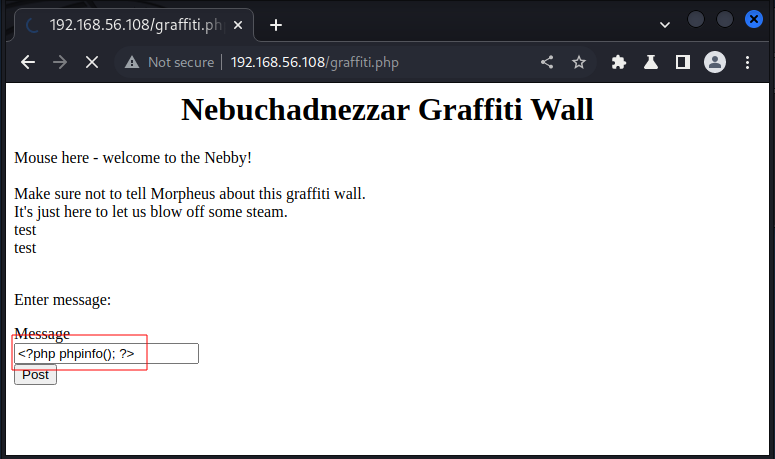 192.168.56.108/graffiti.ph
Not secure 192.168.56.108/graffiti.php
Nebuchadnezzar Graffiti Wall
Mouse here - welcome to the Nebby!
Make sure not to tell Morpheus about this graffiti wall.
It's just here to let us blow off some steam.
test
test
Enter message:
Message
<?php phpinfo(); ?>
Post